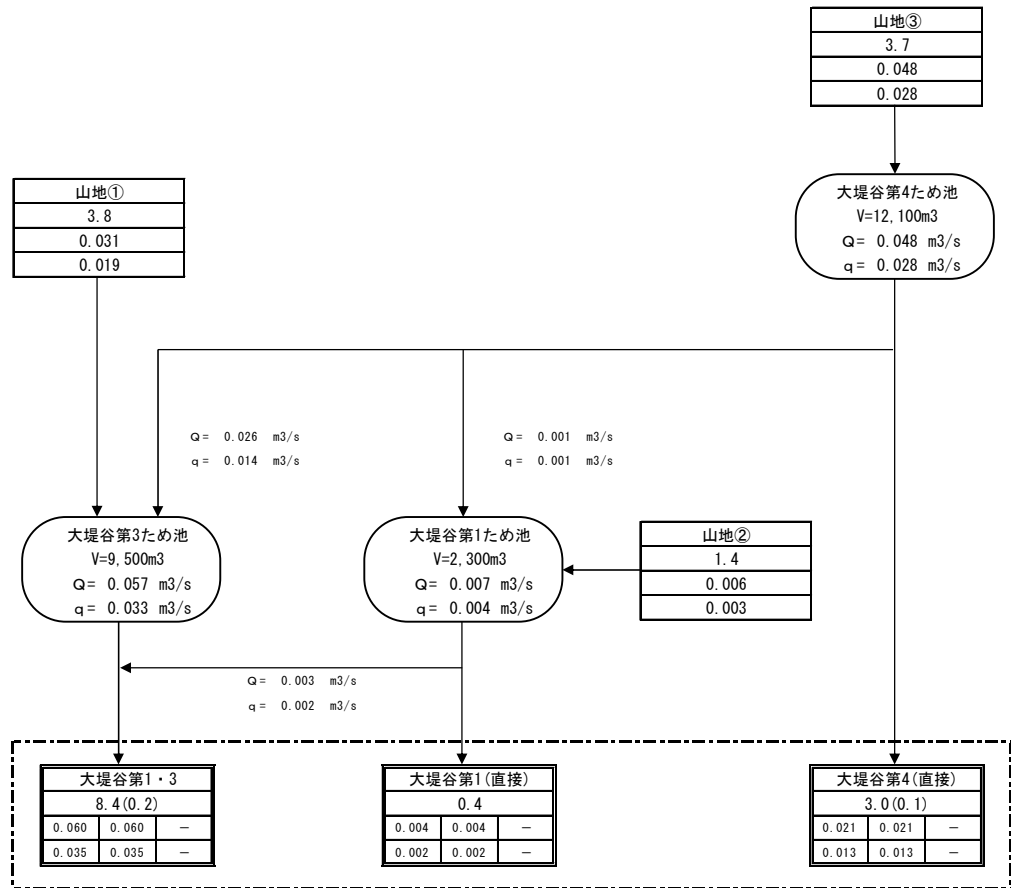 山地③
3.7
0.048
0.028
大堤谷第4ため池
V=12,100m3
Q= 0.048 m3/s
q= 0.028 m3/s
山地①
3.8
0.031
0.019
Q= 0.026 m3/s
q= 0.014 m3/s
Q= 0.001 m3/s
q= 0.001 m3/s
大堤谷第3ため池
V=9,500m3
Q= 0.057 m3/s
q= 0.033 m3/s
大堤谷第1ため池
V=2,300m3
Q= 0.007 m3/s
q= 0.004 m3/s
山地②
1.4
0.006
0.003
Q= 0.003 m3/s
q= 0.002 m3/s
大堤谷第1・3
8.4(0.2)
0.060 0.060 －
0.035 0.035 －
大堤谷第1(直接)
0.4
0.004 0.004 －
0.002 0.002 －
大堤谷第4(直接)
3.0(0.1)
0.021 0.021 －
0.013 0.013 －